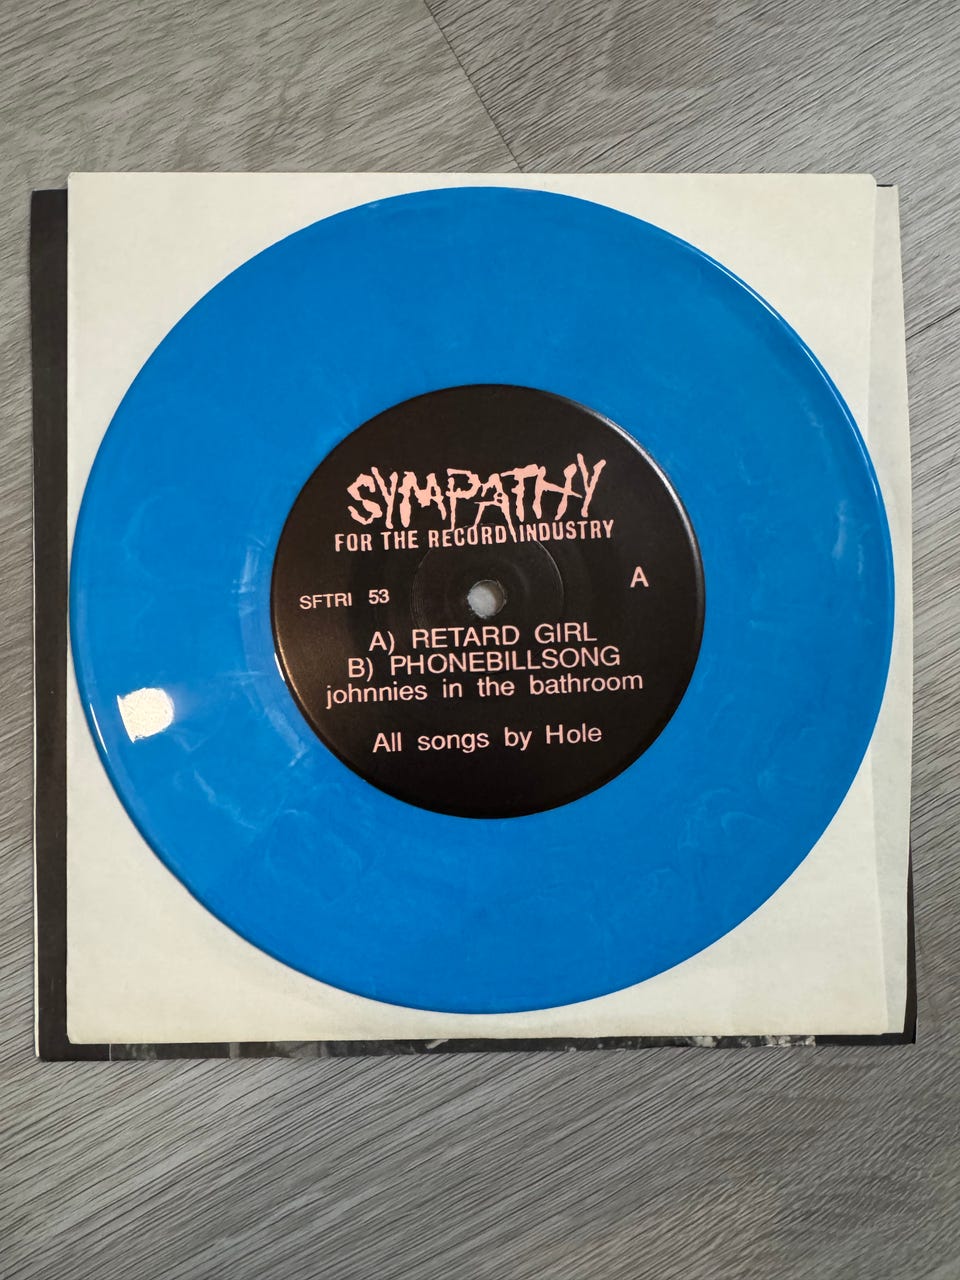 SYMPATHY
FOR THE RECORD INDUSTRY
SFTRI 53
A
A) RETARD GIRL
B) PHONEBILLSONG
johnnies in the bathroom
All songs by Hole